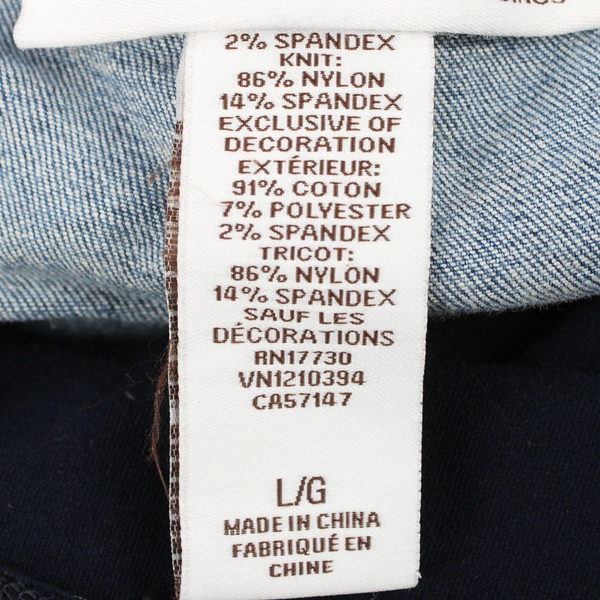 2% SPANDEX
KNIT:
86% NYLON
14% SPANDEX
EXCLUSIVE OF
DECORATION
EXTÉRIEUR:
91% COTON
7% POLYESTER
2% SPANDEX
TRICOT:
86% NYLON
14% SPANDEX
SAUF LES
DÉCORATIONS
RN17730
VN1210394
CA57147
L/G
MADE IN CHINA
FABRIQUÉ EN
CHINE